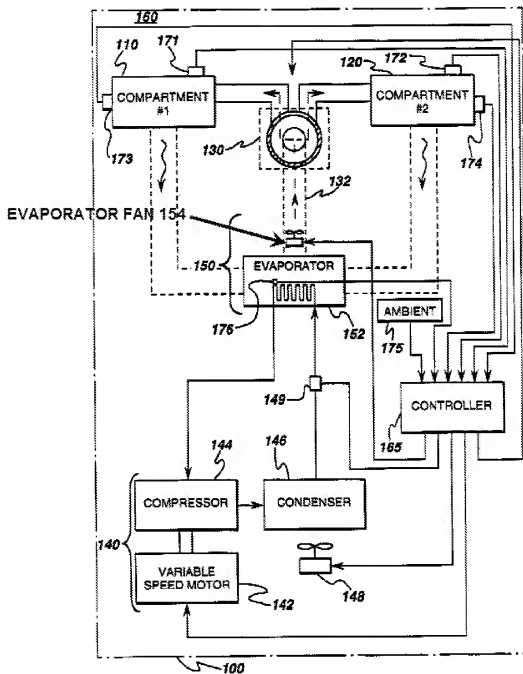 160
171
172
110
120
COMPARTMENT
#1
COMPARTMENT
#2
173
130
174
132
EVAPORATOR FAN 154
150
EVAPORATOR
176
152
AMBIENT
175
149
CONTROLLER
165
144
146
COMPRESSOR
CONDENSER
140
VARIABLE
SPEED MOTOR
142
148
100